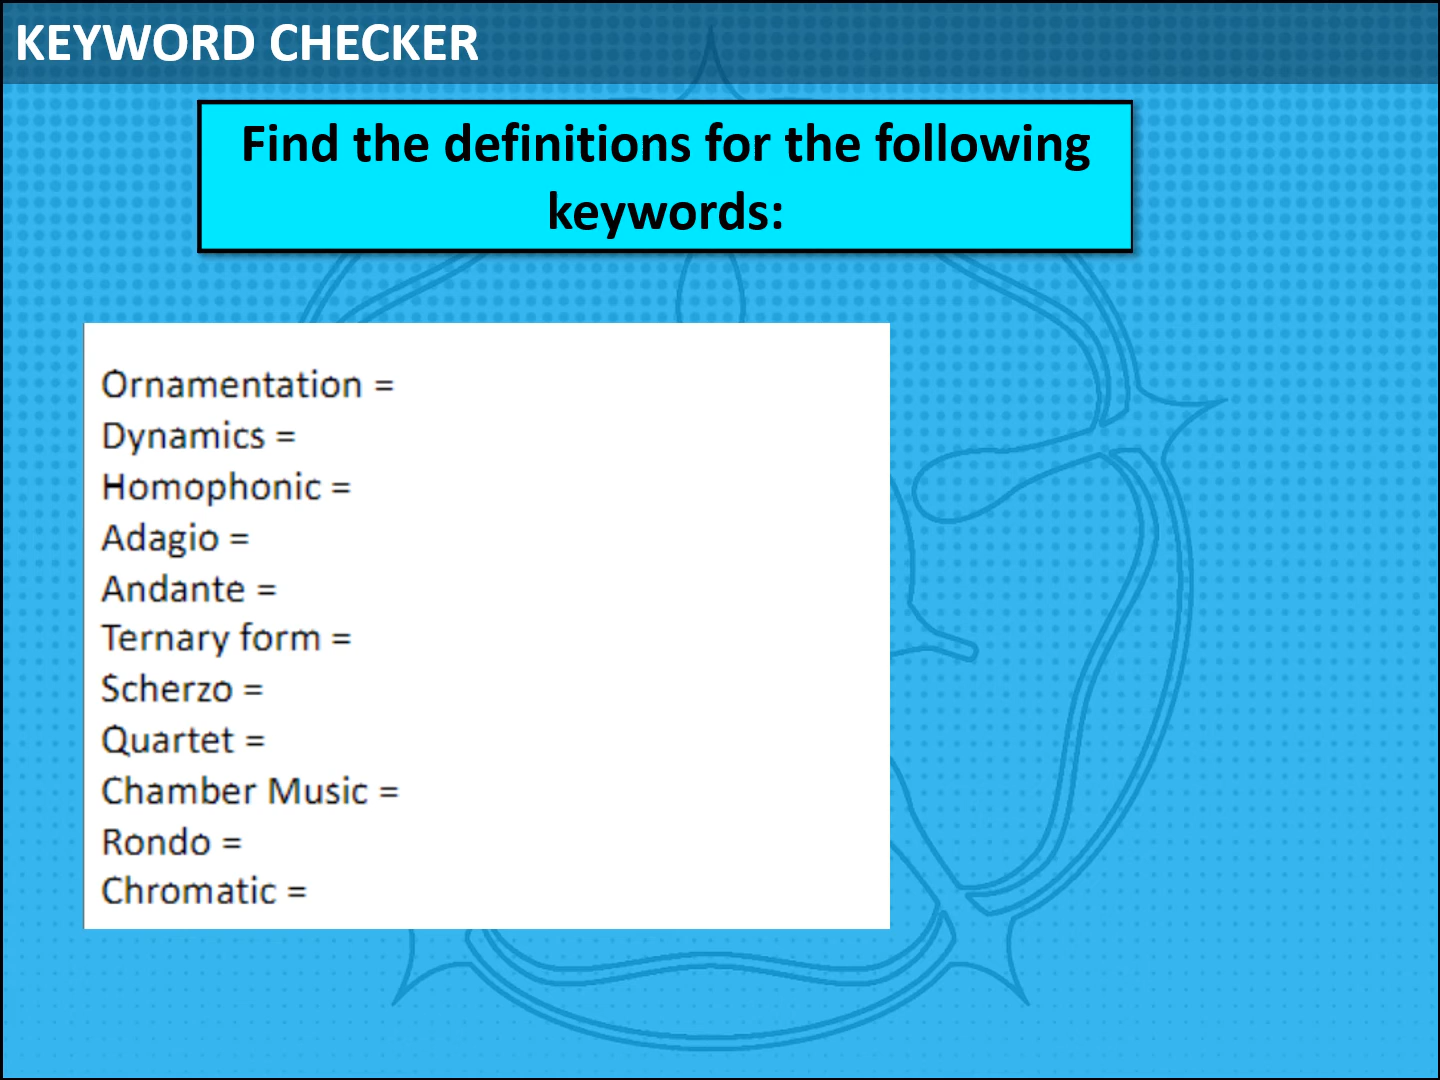 KEYWORD CHECKER
Find the definitions for the following
keywords:
Ornamentation =
Dynamics =
Homophonic =
Adagio =
Andante =
Ternary form =
Scherzo =
Quartet =
Chamber Music =
Rondo =
Chromatic =